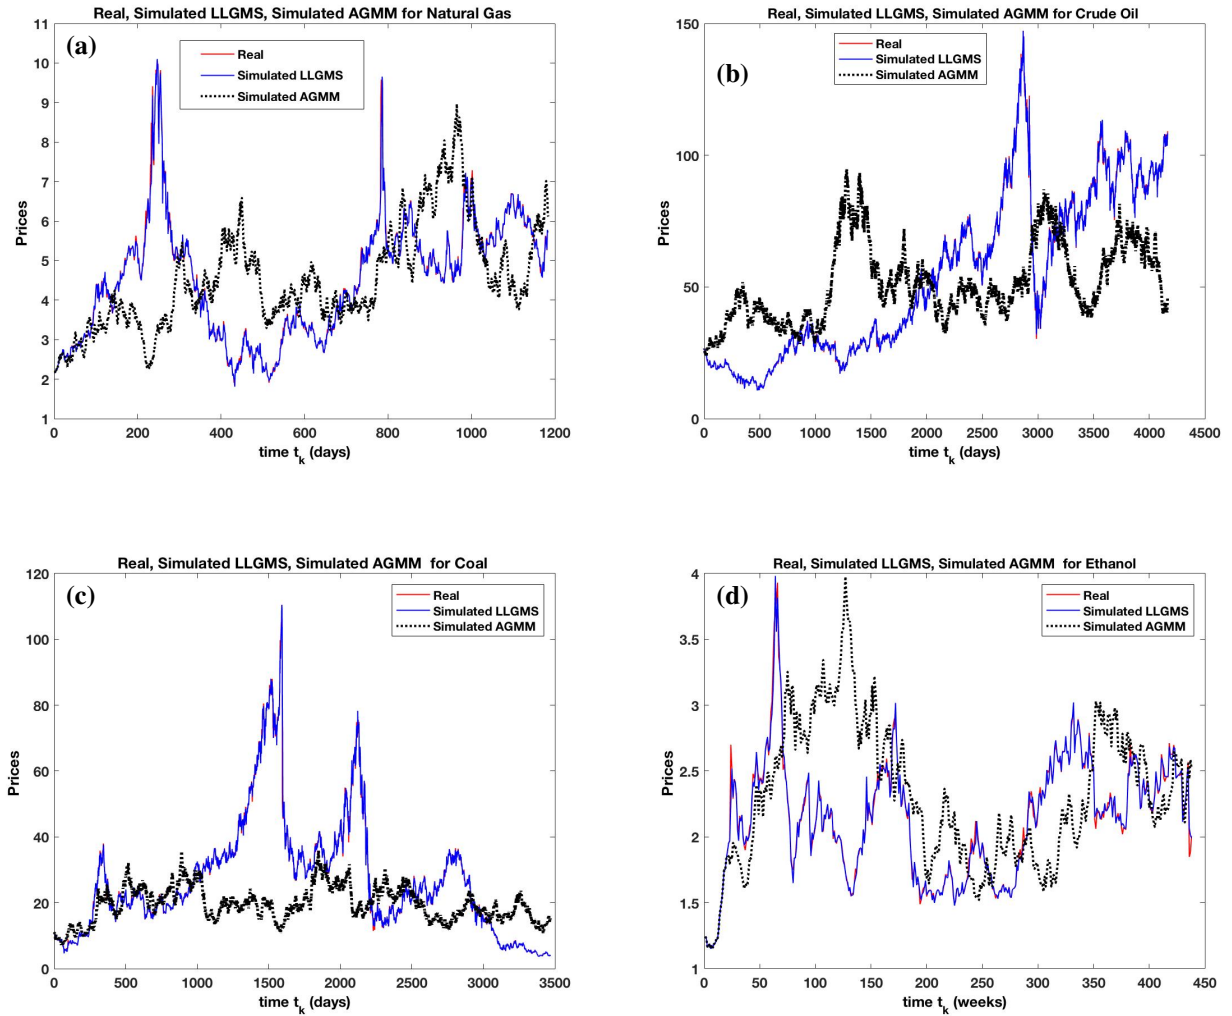 Real, Simulated LLGMS, Simulated AGMM for Natural Gas
(a)
Real
Simulated LLGMS
Simulated AGMM
Prices
11
10
9
8
7
6
5
4
3
2
1
0 200 400 600 800 1000 1200
time t_k (days)
Real, Simulated LLGMS, Simulated AGMM for Crude Oil
(b)
Real
Simulated LLGMS
Simulated AGMM
Prices
150
100
50
0
0 500 1000 1500 2000 2500 3000 3500 4000 4500
time t_k (days)
Real, Simulated LLGMS, Simulated AGMM for Coal
(c)
Real
Simulated LLGMS
Simulated AGMM
Prices
120
100
80
60
40
20
0
0 500 1000 1500 2000 2500 3000 3500
time t_k (days)
Real, Simulated LLGMS, Simulated AGMM for Ethanol
(d)
Real
Simulated LLGMS
Simulated AGMM
Prices
4
3.5
3
2.5
2
1.5
1
0 50 100 150 200 250 300 350 400 450
time t_k (weeks)